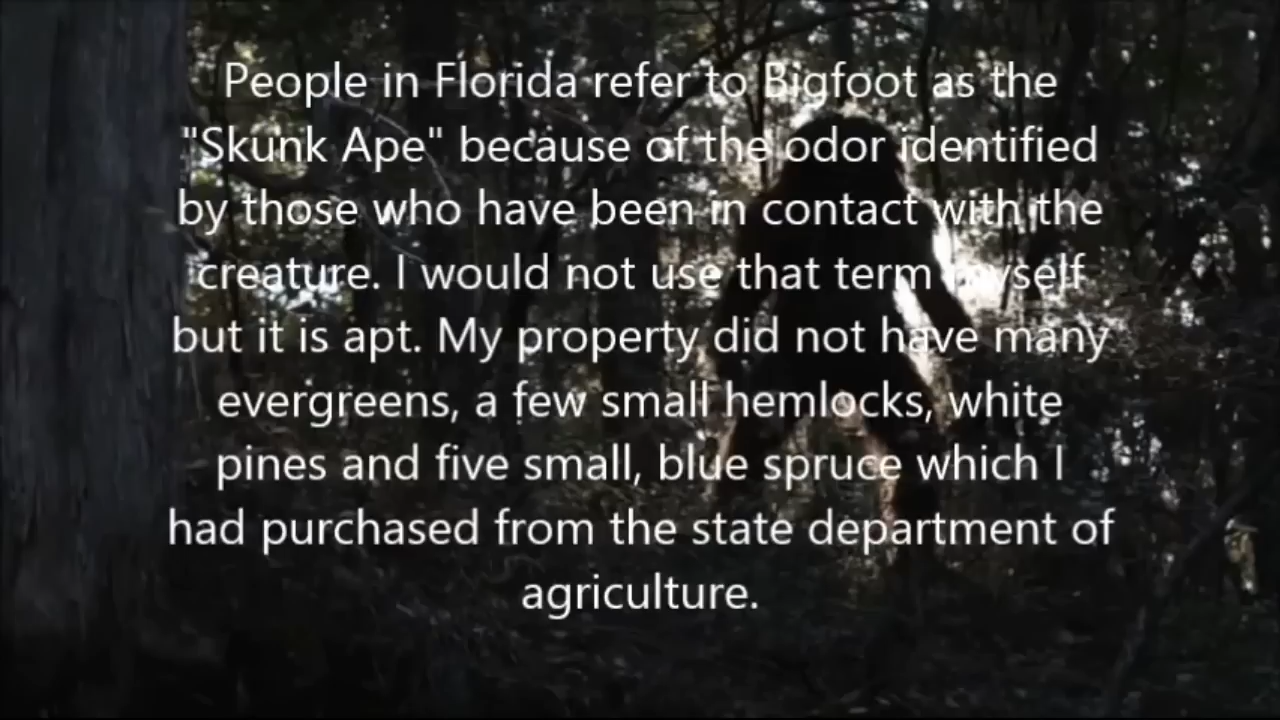 People in Florida refer to Bigfoot as the
"Skunk Ape" because of the odor identified
by those who have been in contact with the
creature. I would not use that term myself
but it is apt. My property did not have many
evergreens, a few small hemlocks, white
pines and five small, blue spruce which I
had purchased from the state department of
agriculture.